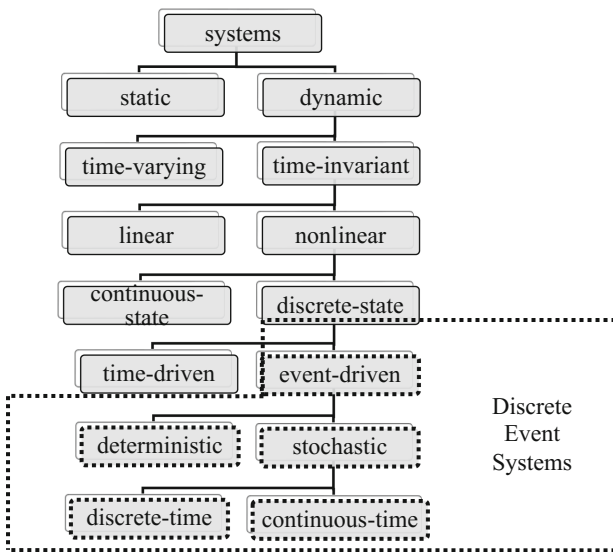 systems
static
dynamic
time-varying
time-invariant
linear
nonlinear
continuous-
state
discrete-state
time-driven
event-driven
deterministic
stochastic
discrete-time
continuous-time
Discrete
Event
Systems